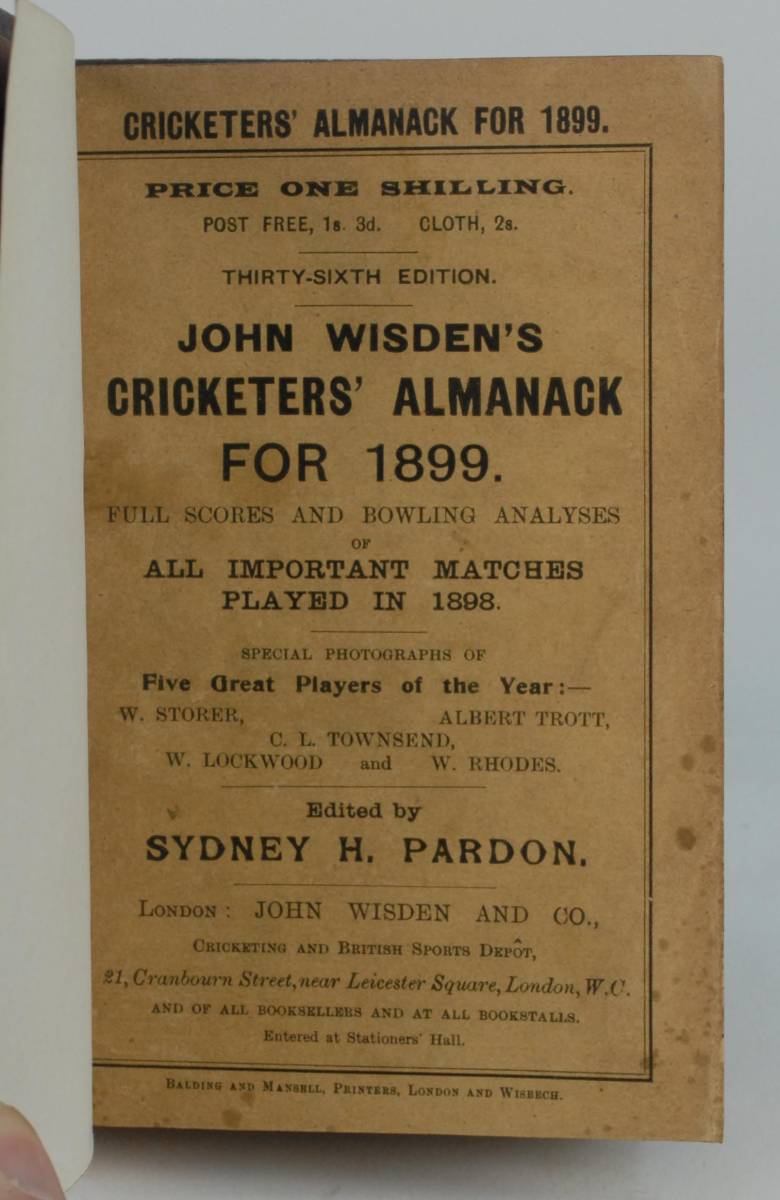 CRICKETERS' ALMANACK FOR 1899.
PRICE ONE SHILLING.
POST FREE, 1s. 3d. CLOTH, 2s.
THIRTY-SIXTH EDITION.
JOHN WISDEN'S
CRICKETERS' ALMANACK
FOR 1899.
FULL SCORES AND BOWLING ANALYSES
OF
ALL IMPORTANT MATCHES
PLAYED IN 1898.
SPECIAL PHOTOGRAPHS OF
Five Great Players of the Year:—
W. STORER, ALBERT TROTT,
C. L. TOWNSEND,
W. LOCKWOOD and W. RHODES.
Edited by
SYDNEY H. PARDON.
LONDON: JOHN WISDEN AND CO.,
CRICKETING AND BRITISH SPORTS DEPÔT,
21, Cranbourn Street, near Leicester Square, London, W.C.
AND OF ALL BOOKSELLERS AND AT ALL BOOKSTALLS.
Entered at Stationers' Hall.
BALDING AND MANSELL, PRINTERS, LONDON AND WISBECH.